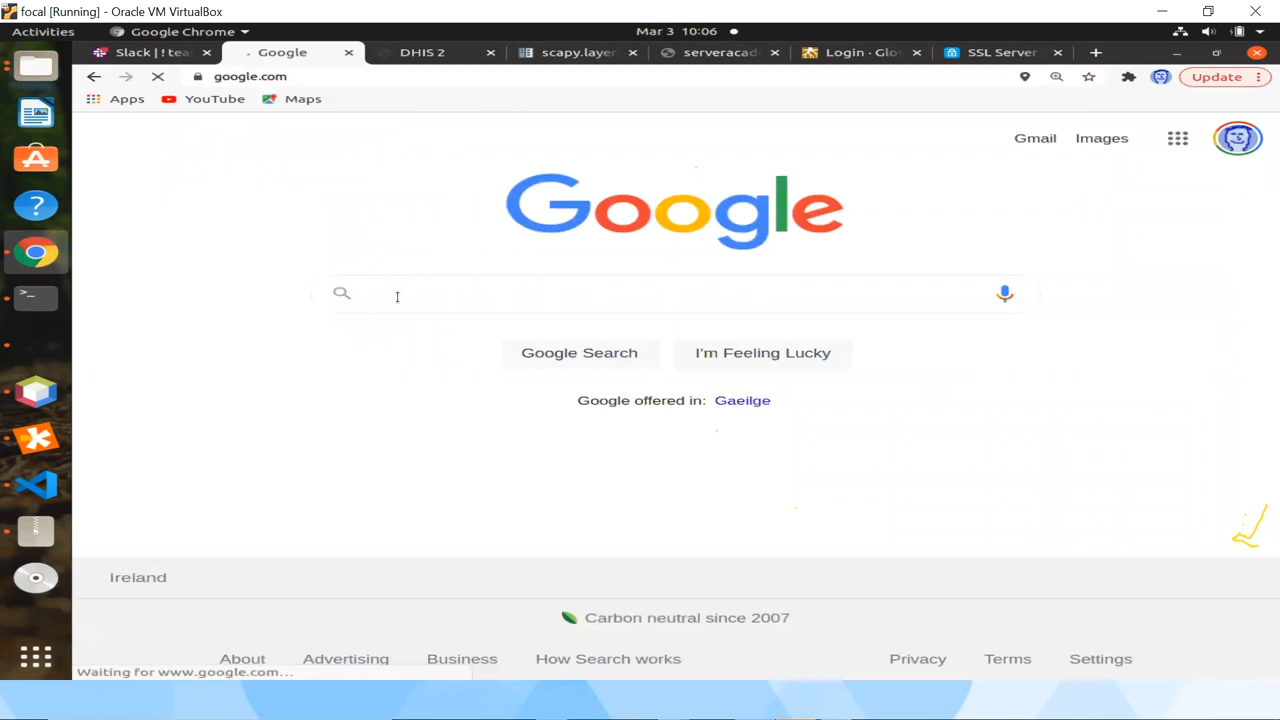 focal [Running] - Oracle VM VirtualBox
Activities Google Chrome Mar 3 10:06
Slack | ! tea Google DHIS 2 scapy.layer serveracad Login · Glov SSL Server
google.com Update
Apps YouTube Maps
Gmail Images
Google
Google Search I'm Feeling Lucky
Google offered in: Gaeilge
Ireland
Carbon neutral since 2007
About Advertising Business How Search works Privacy Terms Settings
Waiting for www.google.com...